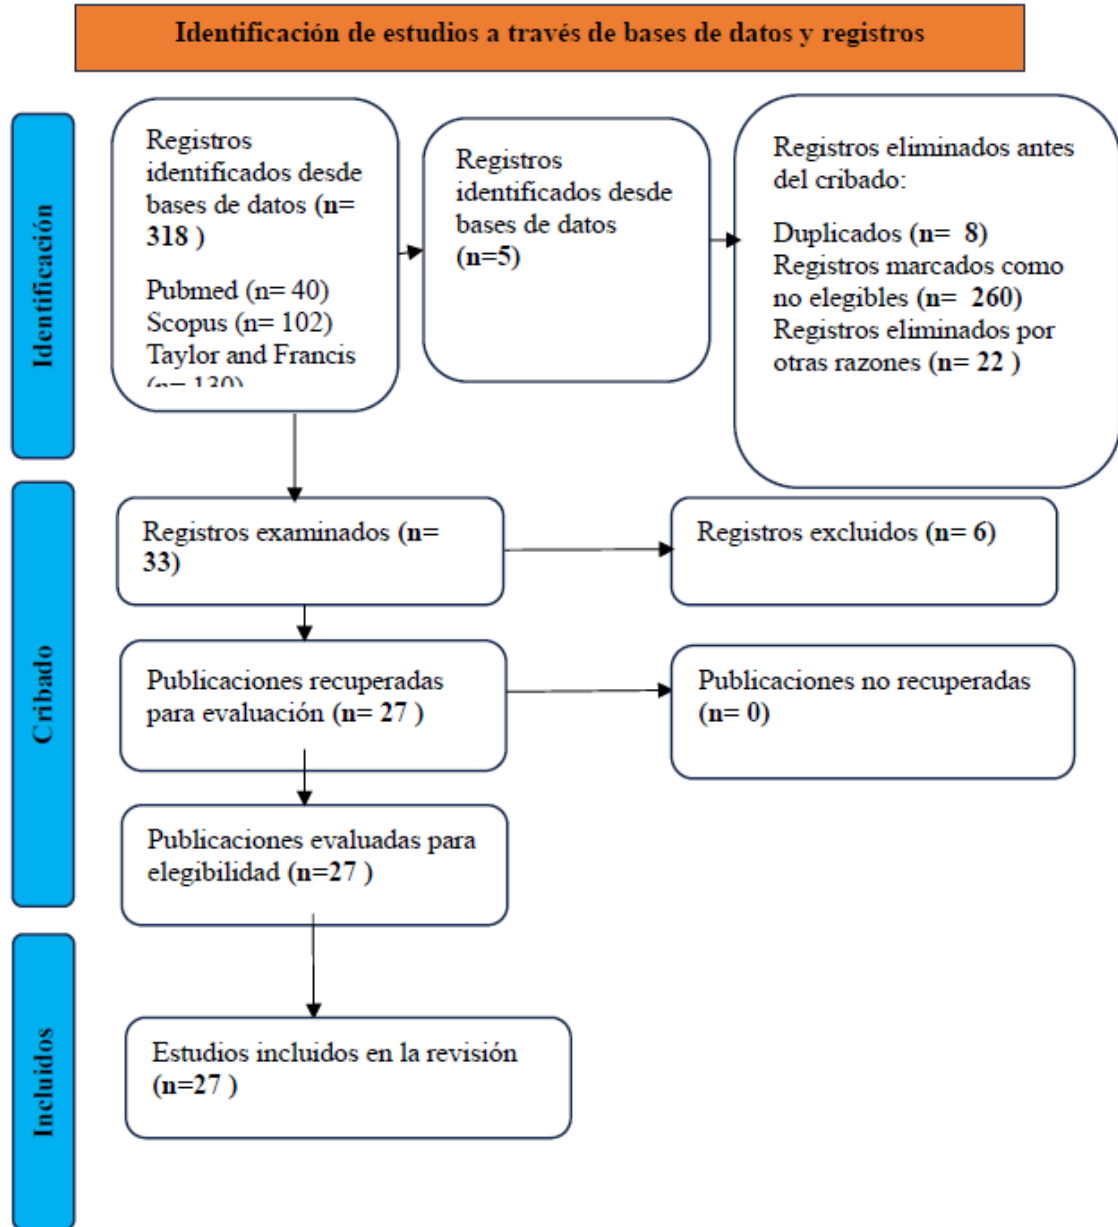 Identificación de estudios a través de bases de datos y registros
Identificación
Registros
identificados desde
bases de datos (n=
318 )
Pubmed (n= 40)
Scopus (n= 102)
Taylor and Francis
(n= 130)
Registros
identificados desde
bases de datos
(n=5)
Registros eliminados antes
del cribado:
Duplicados (n=  8)
Registros marcados como
no elegibles (n=  260)
Registros eliminados por
otras razones (n= 22 )
Cribado
Registros examinados (n=
33)
Registros excluidos (n= 6)
Publicaciones recuperadas
para evaluación (n= 27 )
Publicaciones no recuperadas
(n= 0)
Publicaciones evaluadas para
elegibilidad (n=27 )
Incluidos
Estudios incluidos en la revisión
(n=27 )